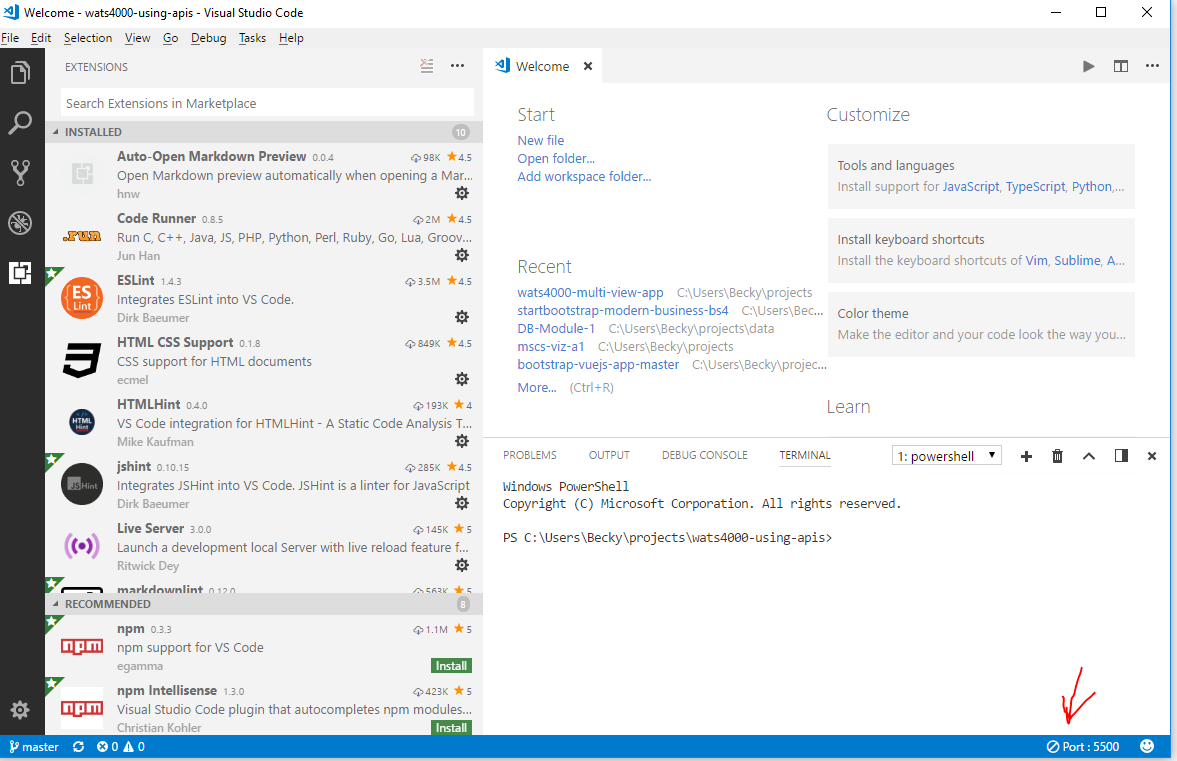 Welcome - wats4000-using-apis - Visual Studio Code
File Edit Selection View Go Debug Tasks Help
EXTENSIONS
Search Extensions in Marketplace
INSTALLED 10
Auto-Open Markdown Preview 0.0.4 98K 4.5
Open Markdown preview automatically when opening a Mar...
hnw
Code Runner 0.8.5 2M 4.5
.run
Run C, C++, Java, JS, PHP, Python, Perl, Ruby, Go, Lua, Groov...
Jun Han
ESLint 1.4.3 3.5M 4.5
ES
Lint
Integrates ESLint into VS Code.
Dirk Baeumer
HTML CSS Support 0.1.8 849K 4.5
CSS support for HTML documents
ecmel
HTMLHint 0.4.0 193K 4
HTML
Hint
VS Code integration for HTMLHint - A Static Code Analysis T...
Mike Kaufman
jshint 0.10.15 285K 4.5
JSHint
Integrates JSHint into VS Code. JSHint is a linter for JavaScript
Dirk Baeumer
Live Server 3.0.0 145K 5
Launch a development local Server with live reload feature f...
Ritwick Dey
markdownlint 0.12.0 563K 5
RECOMMENDED 8
npm 0.3.3 1.1M 5
npm
npm support for VS Code
egamma Install
npm Intellisense 1.3.0 423K 5
npm
Visual Studio Code plugin that autocompletes npm modules...
Christian Kohler Install
Welcome
Start
New file
Open folder...
Add workspace folder...
Recent
wats4000-multi-view-app C:\Users\Becky\projects
startbootstrap-modern-business-bs4 C:\Users\Bec...
DB-Module-1 C:\Users\Becky\projects\data
mscs-viz-a1 C:\Users\Becky\projects
bootstrap-vuejs-app-master C:\Users\Becky\projec...
More... (Ctrl+R)
Customize
Tools and languages
Install support for JavaScript, TypeScript, Python,...
Install keyboard shortcuts
Install the keyboard shortcuts of Vim, Sublime, A...
Color theme
Make the editor and your code look the way you...
Learn
PROBLEMS OUTPUT DEBUG CONSOLE TERMINAL 1: powershell
Windows PowerShell
Copyright (C) Microsoft Corporation. All rights reserved.
PS C:\Users\Becky\projects\wats4000-using-apis>
master 0 0 Port : 5500